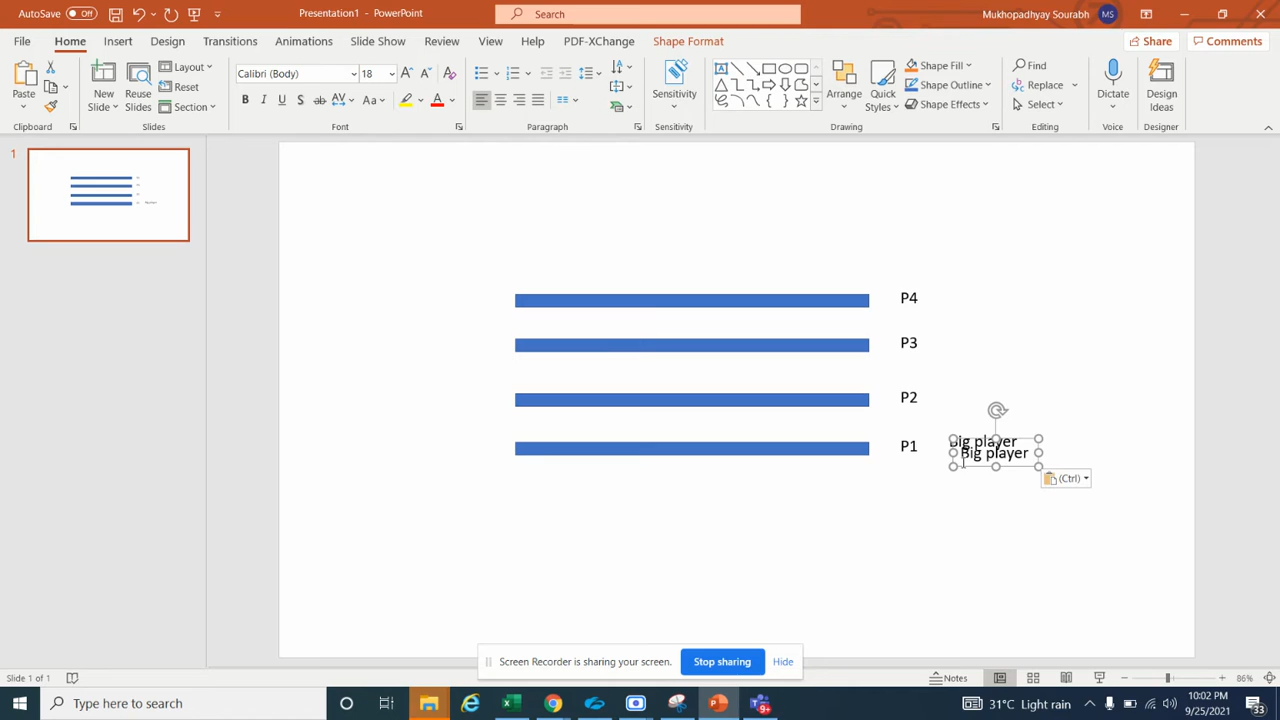 AutoSave Off
Presentation1 - PowerPoint
Search
Mukhopadhyay Sourabh MS
File Home Insert Design Transitions Animations Slide Show Review View Help PDF-XChange Shape Format
Share Comments
Paste
Clipboard
New Slide
Reuse Slides
Layout
Reset
Section
Slides
Calibri (Body) 18
B I U S ab AV Aa A
Font
Paragraph
Sensitivity
Sensitivity
Arrange
Quick Styles
Shape Fill
Shape Outline
Shape Effects
Drawing
Find
Replace
Select
Editing
Dictate
Voice
Design Ideas
Designer
1
P4
P3
P2
P1
Big player
Big player
(Ctrl)
Screen Recorder is sharing your screen. Stop sharing Hide
Slide 1 of 1
Notes
86%
Type here to search
9+
31°C Light rain
10:02 PM
9/25/2021
33